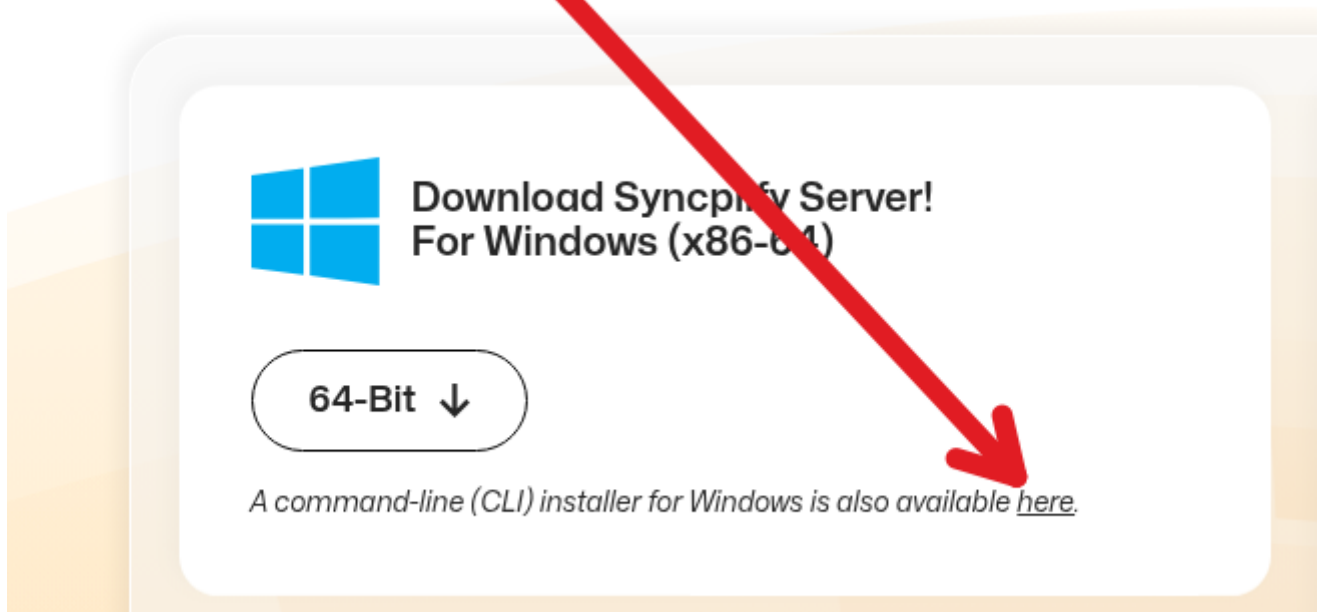 Download Syncplify Server!
For Windows (x86-64)
64-Bit ↓
A command-line (CLI) installer for Windows is also available here.